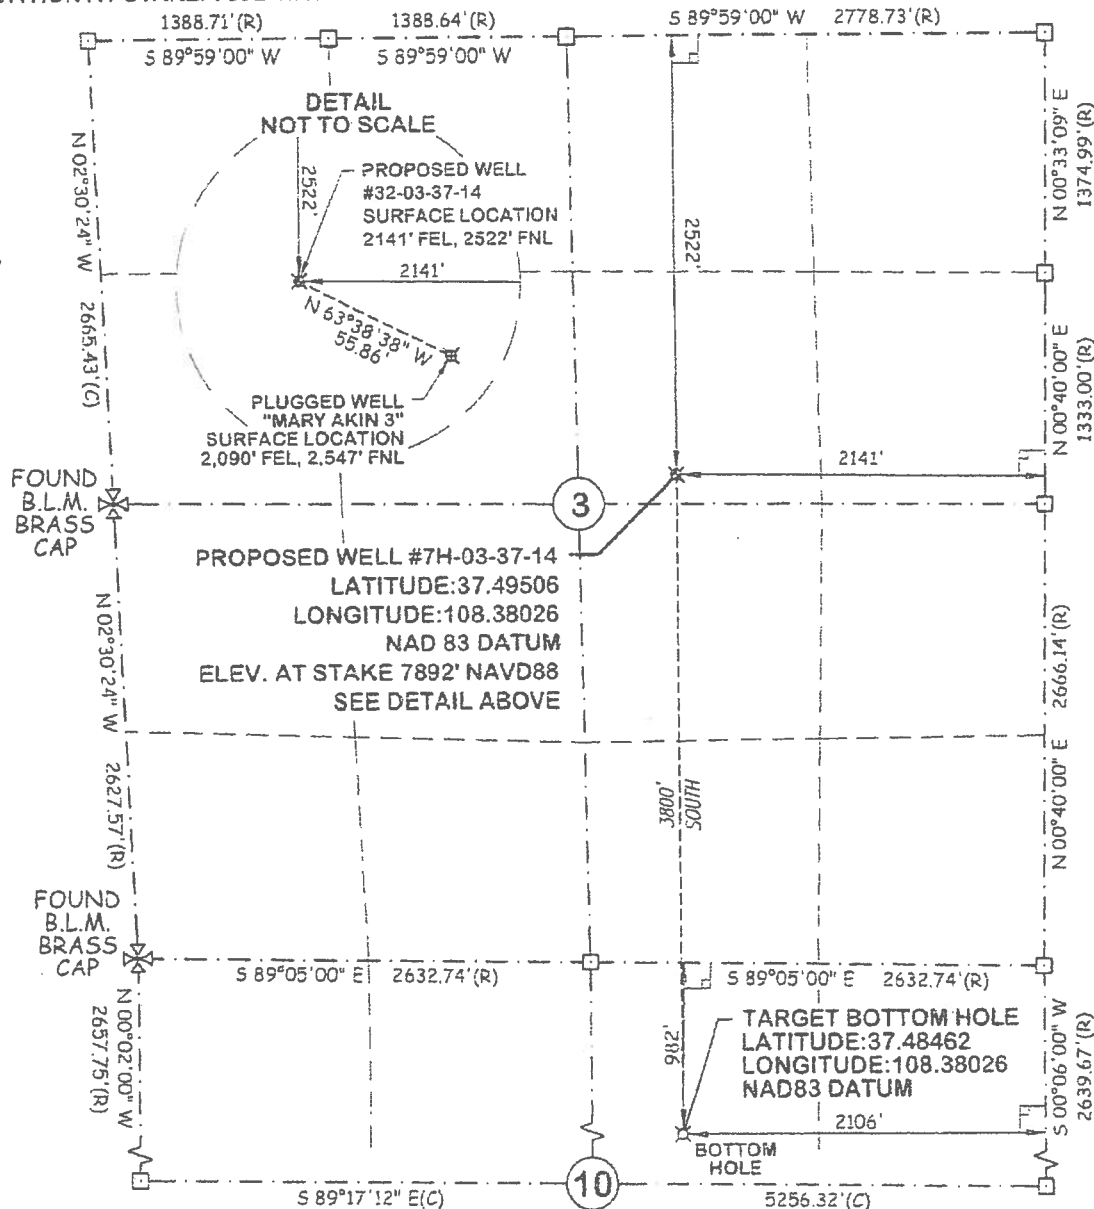 1388.71'(R)
1388.64'(R)
S 89°59'00" W 2778.73'(R)
S 89°59'00" W
S 89°59'00" W
DETAIL
NOT TO SCALE
N 02°30'24" W 2665.43'(C)
2522'
PROPOSED WELL
#32-03-37-14
SURFACE LOCATION
2141' FEL, 2522' FNL
2141'
N 63°38'38" W
55.86'
PLUGGED WELL
"MARY AKIN 3"
SURFACE LOCATION
2,090' FEL, 2,547' FNL
2522'
N 00°33'09" E
1374.99'(R)
N 00°40'00" E
1333.00'(R)
2141'
FOUND
B.L.M.
BRASS
CAP
3
PROPOSED WELL #7H-03-37-14
LATITUDE:37.49506
LONGITUDE:108.38026
NAD 83 DATUM
ELEV. AT STAKE 7892' NAVD88
SEE DETAIL ABOVE
N 02°30'24" W 2627.57'(R)
3800'
SOUTH
N 00°40'00" E 2666.14'(R)
FOUND
B.L.M.
BRASS
CAP
S 89°05'00" E 2632.74'(R)
S 89°05'00" E 2632.74'(R)
N 00°02'00" W
2657.75'(R)
982'
TARGET BOTTOM HOLE
LATITUDE:37.48462
LONGITUDE:108.38026
NAD83 DATUM
2106'
BOTTOM
HOLE
S 00°06'00" W
2639.67'(R)
S 89°17'12" E(C)
10
5256.32'(C)